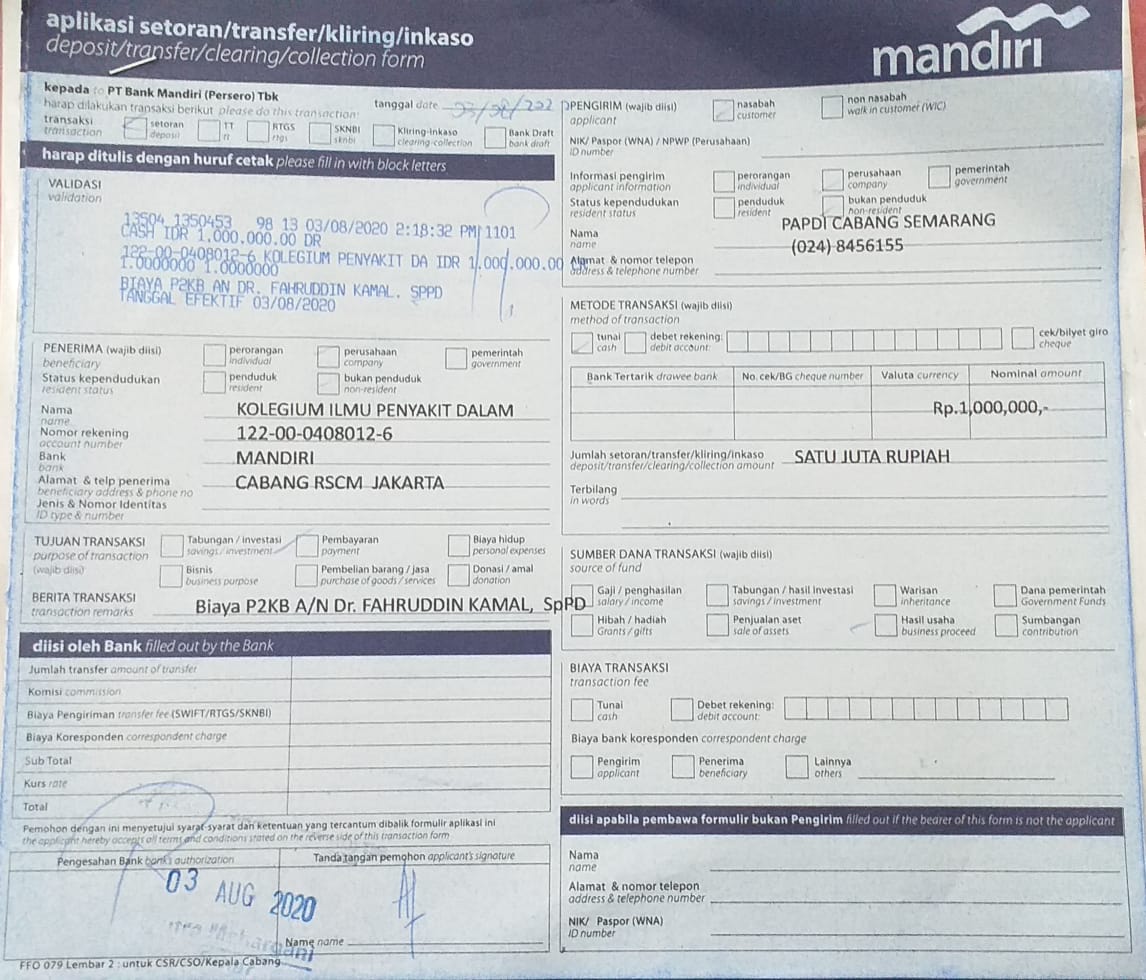 aplikasi setoran/transfer/kliring/inkaso
deposit/transfer/clearing/collection form
mandırı
kepada to PT Bank Mandiri (Persero) Tbk
harap dilakukan transaksi berikut please do this transaction:
tanggal date
transaksi
transaction
setoran
deposit
TT
tt
RTGS
rtgs
SKNBI
sknbi
Kliring-Inkaso
clearing-collection
Bank Draft
bank draft
harap ditulis dengan huruf cetak please fill in with block letters
VALIDASI
validation
13504 1350453 98 13 03/08/2020 2:18:32 PM 1101
CASH IDR 1.000.000.00 DR
122-00-0408012-6 KOLEGIUM PENYAKIT DA IDR 1.000.000.00
1.0000000 1.0000000
BIAYA P2KB AN DR. FAHRUDDIN KAMAL, SPPD
TANGGAL EFEKTIF 03/08/2020
PENERIMA (wajib diisi)
beneficiary
perorangan
individual
perusahaan
company
pemerintah
government
Status kependudukan
resident status
penduduk
resident
bukan penduduk
non-resident
Nama
name
KOLEGIUM ILMU PENYAKIT DALAM
Nomor rekening
account number
122-00-0408012-6
Bank
bank
MANDIRI
Alamat & telp penerima
beneficiary address & phone no
CABANG RSCM JAKARTA
Jenis & Nomor Identitas
ID type & number
TUJUAN TRANSAKSI
purpose of transaction
(wajib diisi)
Tabungan / investasi
savings / investment
Pembayaran
payment
Biaya hidup
personal expenses
Bisnis
business purpose
Pembelian barang / jasa
purchase of goods / services
Donasi / amal
donation
BERITA TRANSAKSI
transaction remarks
Biaya P2KB A/N Dr. FAHRUDDIN KAMAL, SpPD
diisi oleh Bank filled out by the Bank
Jumlah transfer amount of transfer
Komisi commission
Biaya Pengiriman transfer fee (SWIFT/RTGS/SKNBI)
Biaya Koresponden correspondent charge
Sub Total
Kurs rate
Total
Pemohon dengan ini menyetujui syarat-syarat dan ketentuan yang tercantum dibalik formulir aplikasi ini
the applicant hereby accepts all terms and conditions stated on the reverse side of this transaction form
Pengesahan Bank bank's authorization
Tanda tangan pemohon applicant's signature
03 AUG 2020
Name name
FFO 079 Lembar 2 : untuk CSR/CSO/Kepala Cabang
PENGIRIM (wajib diisi)
applicant
nasabah
customer
non nasabah
walk in customer (WIC)
NIK/ Paspor (WNA) / NPWP (Perusahaan)
ID number
Informasi pengirim
applicant information
perorangan
individual
perusahaan
company
pemerintah
government
Status kependudukan
resident status
penduduk
resident
bukan penduduk
non-resident
Nama
name
PAPDI CABANG SEMARANG
(024) 8456155
Alamat & nomor telepon
address & telephone number
METODE TRANSAKSI (wajib diisi)
method of transaction
tunai
cash
debet rekening:
debit account:
cek/bilyet giro
cheque
Bank Tertarik drawee bank
No. cek/BG cheque number
Valuta currency
Nominal amount
Rp.1,000,000,-
Jumlah setoran/transfer/kliring/inkaso
deposit/transfer/clearing/collection amount
SATU JUTA RUPIAH
Terbilang
in words
SUMBER DANA TRANSAKSI (wajib diisi)
source of fund
Gaji / penghasilan
salary / income
Tabungan / hasil investasi
savings / investment
Warisan
inheritance
Dana pemerintah
Government Funds
Hibah / hadiah
Grants / gifts
Penjualan aset
sale of assets
Hasil usaha
business proceed
Sumbangan
contribution
BIAYA TRANSAKSI
transaction fee
Tunai
cash
Debet rekening:
debit account:
Biaya bank koresponden correspondent charge
Pengirim
applicant
Penerima
beneficiary
Lainnya
others
diisi apabila pembawa formulir bukan Pengirim filled out if the bearer of this form is not the applicant
Nama
name
Alamat & nomor telepon
address & telephone number
NIK/ Paspor (WNA)
ID number